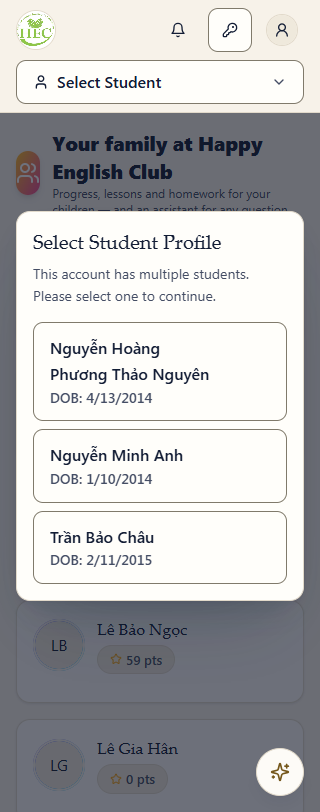 HEC
Select Student
Your family at Happy
English Club
Progress, lessons and homework for your
children — and an assistant for any question
Select Student Profile
This account has multiple students.
Please select one to continue.
Nguyễn Hoàng
Phương Thảo Nguyên
DOB: 4/13/2014
Nguyễn Minh Anh
DOB: 1/10/2014
Trần Bảo Châu
DOB: 2/11/2015
LB
Lê Bảo Ngọc
59 pts
LG
Lê Gia Hân
0 pts